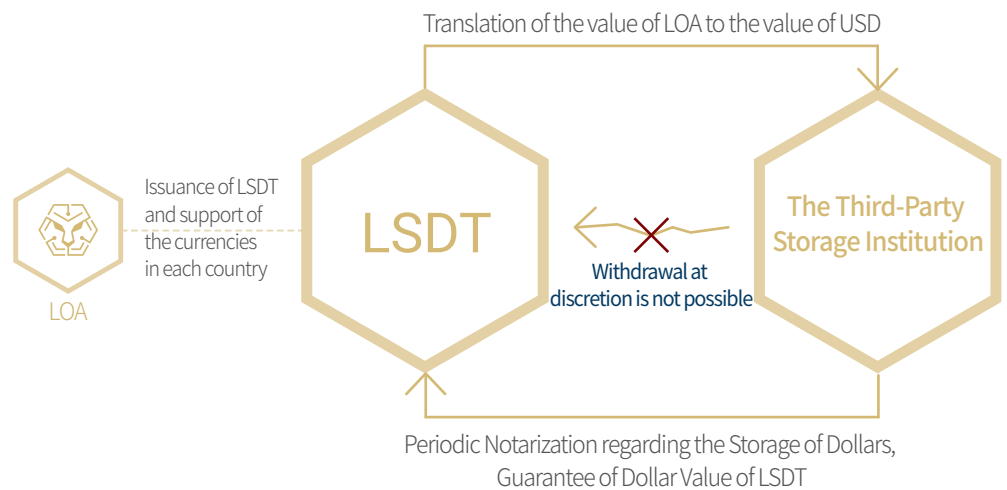 Translation of the value of LOA to the value of USD
Issuance of LSDT
and support of
the currencies
in each country
LOA
LSDT
Withdrawal at
discretion is not possible
The Third-Party
Storage Institution
Periodic Notarization regarding the Storage of Dollars,
Guarantee of Dollar Value of LSDT